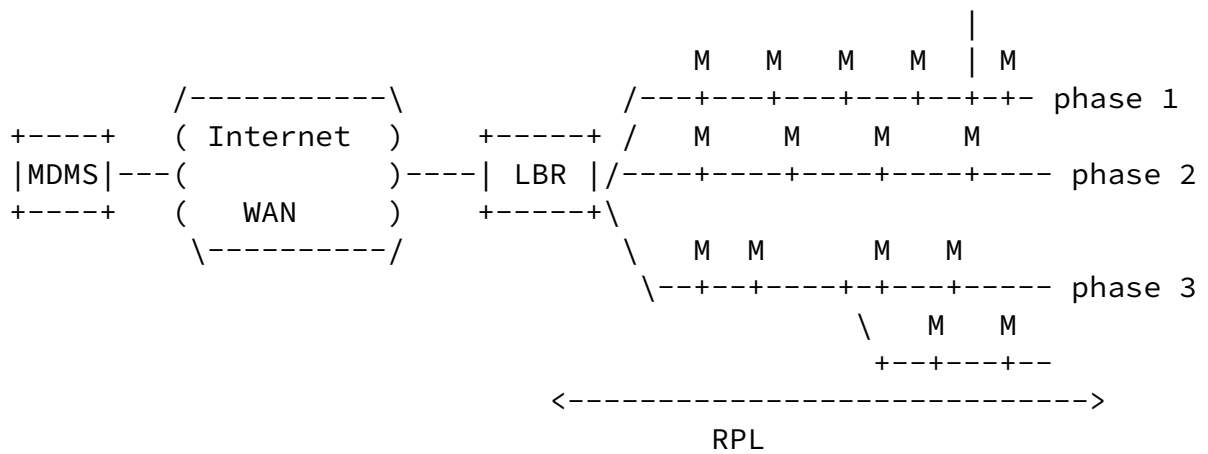 |
                                      M   M   M   M  | M
         /-----------\            /---+---+---+---+--+-+- phase 1
+----+   ( Internet  )    +-----+ /   M    M    M    M
|MDMS|---(           )----| LBR |/----+----+----+----+---- phase 2
+----+   (   WAN     )    +-----+\
          \----------/            \   M  M      M   M
                                   \--+--+----+-+---+----- phase 3
                                               \   M   M
                                                +--+---+--
                              <----------------------------->
                                       RPL